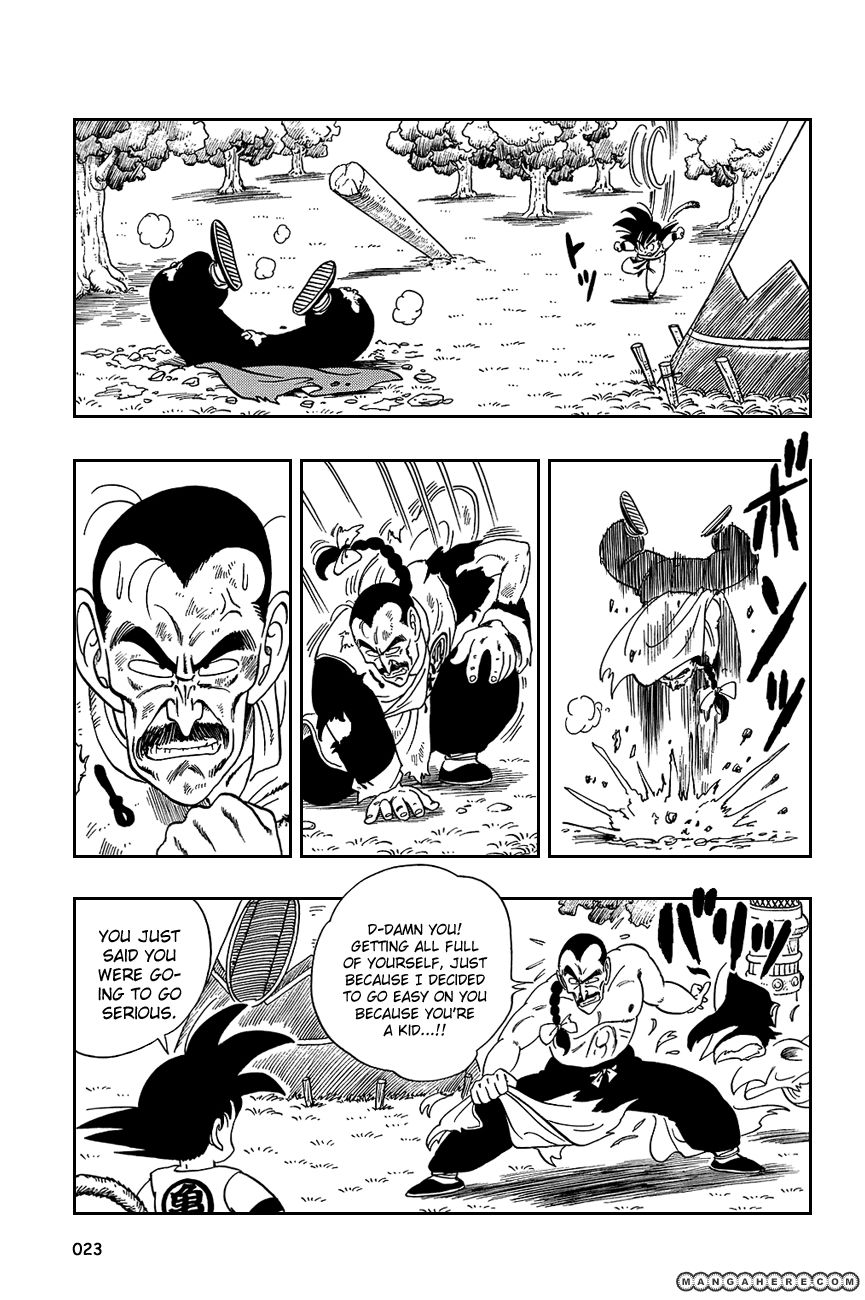 トッ
ボンッ
YOU JUST
SAID YOU
WERE GO-
ING TO GO
SERIOUS.
D-DAMN YOU!
GETTING ALL FULL
OF YOURSELF, JUST
BECAUSE I DECIDED
TO GO EASY ON YOU
BECAUSE YOU'RE
A KID...!!
バッ
亀
023
MANGAHERE.COM